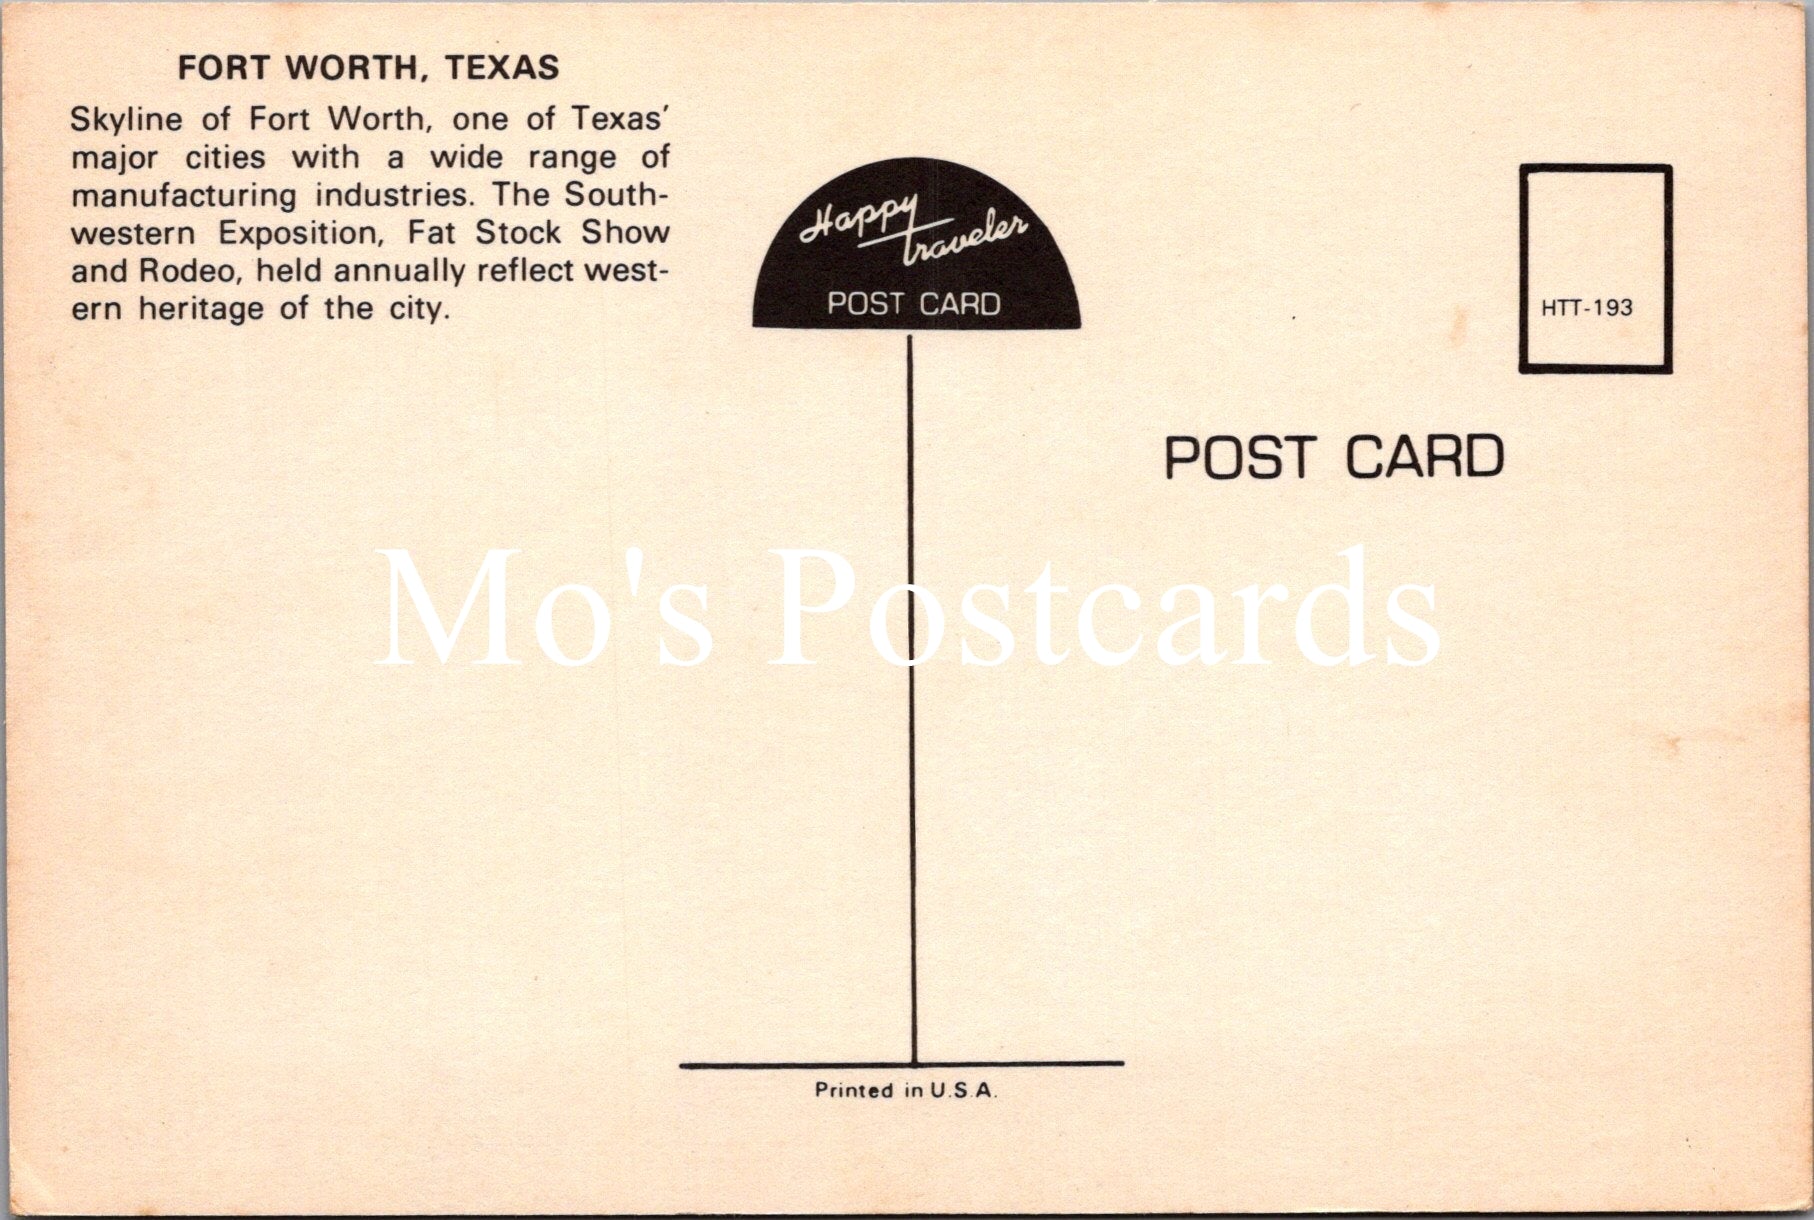 FORT WORTH, TEXAS
Skyline of Fort Worth, one of Texas'
major cities with a wide range of
manufacturing industries. The South-
western Exposition, Fat Stock Show
and Rodeo, held annually reflect west-
ern heritage of the city.
Happy
Traveler
POST CARD
HTT-193
POST CARD
Mo's Postcards
Printed in U.S.A.